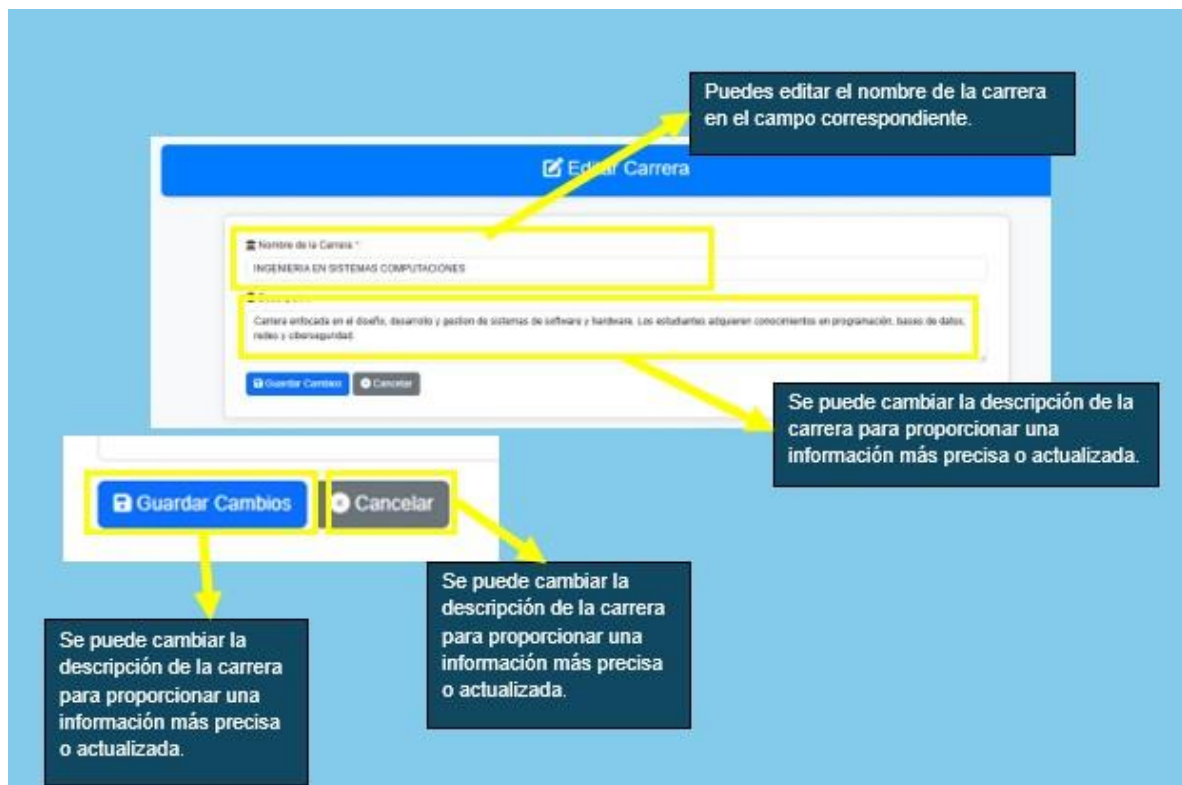 Puedes editar el nombre de la carrera
en el campo correspondiente.
Editar Carrera
Nombre de la Carrera *
INGENIERIA EN SISTEMAS COMPUTACIONES
Carrera enfocada en el diseño, desarrollo y gestion de sistemas de software y hardware. Los estudiantes adquieren conocimientos en programación, bases de datos,
redes y ciberseguridad.
Guardar Cambios Cancelar
Se puede cambiar la descripción de la
carrera para proporcionar una
información más precisa o actualizada.
Guardar Cambios Cancelar
Se puede cambiar la
descripción de la carrera
para proporcionar una
información más precisa
o actualizada.
Se puede cambiar la
descripción de la carrera
para proporcionar una
información más precisa
o actualizada.